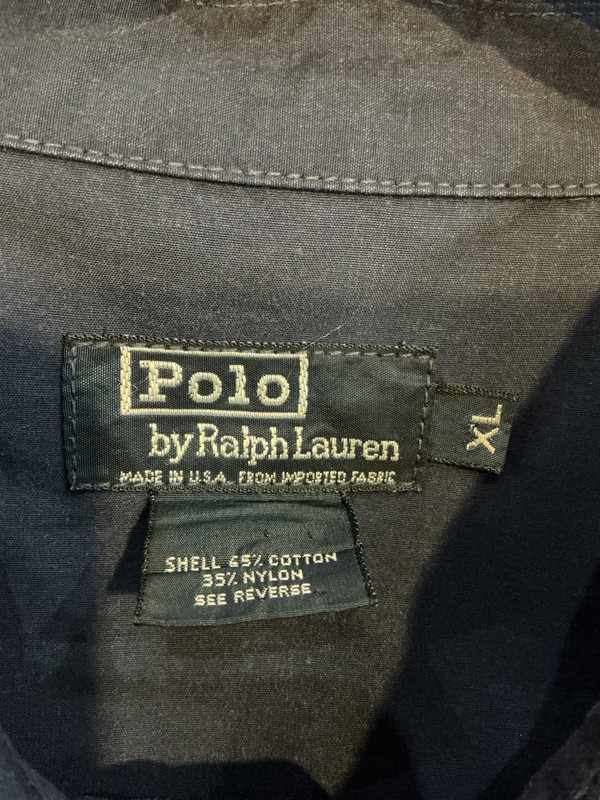 Polo
by Ralph Lauren
MADE IN U.S.A. FROM IMPORTED FABRIC
XL
SHELL 65% COTTON
35% NYLON
SEE REVERSE